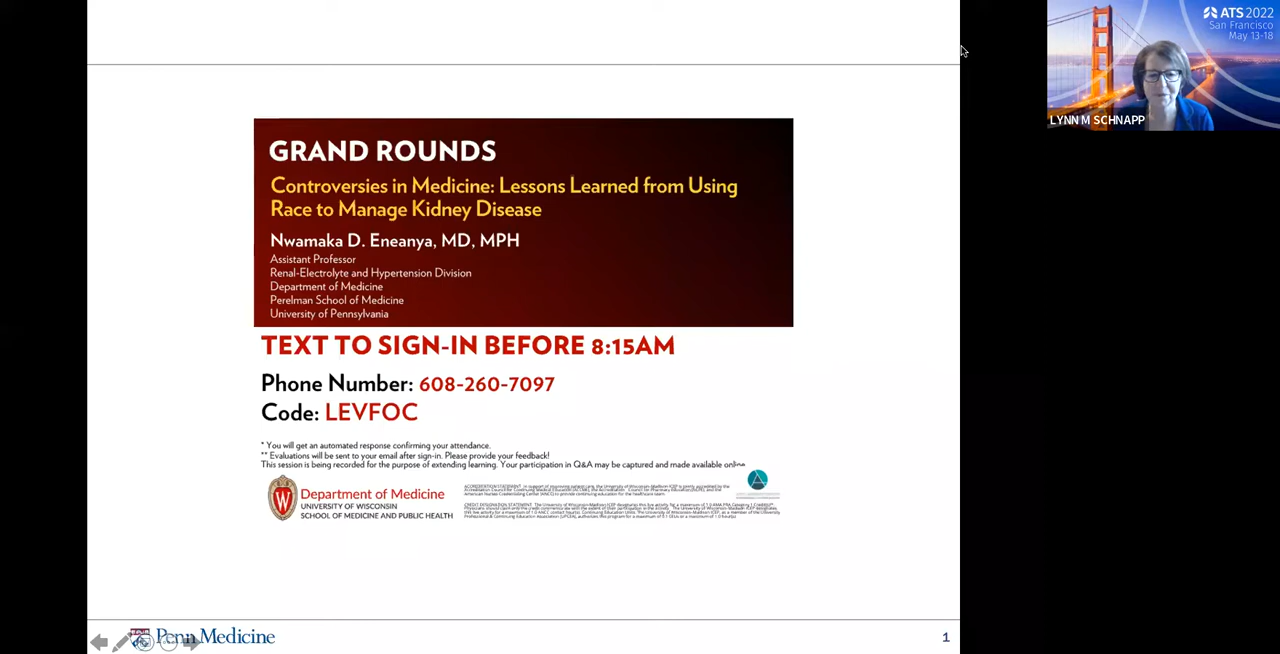 ATS 2022
San Francisco
May 13-18
LYNN M SCHNAPP
GRAND ROUNDS
Controversies in Medicine: Lessons Learned from Using
Race to Manage Kidney Disease
Nwamaka D. Eneanya, MD, MPH
Assistant Professor
Renal-Electrolyte and Hypertension Division
Department of Medicine
Perelman School of Medicine
University of Pennsylvania
TEXT TO SIGN-IN BEFORE 8:15AM
Phone Number: 608-260-7097
Code: LEVFOC
* You will get an automated response confirming your attendance.
** Evaluations will be sent to your email after sign-in. Please provide your feedback!
This session is being recorded for the purpose of extending learning. Your participation in Q&A may be captured and made available online
Department of Medicine
UNIVERSITY OF WISCONSIN
SCHOOL OF MEDICINE AND PUBLIC HEALTH
Penn Medicine
1